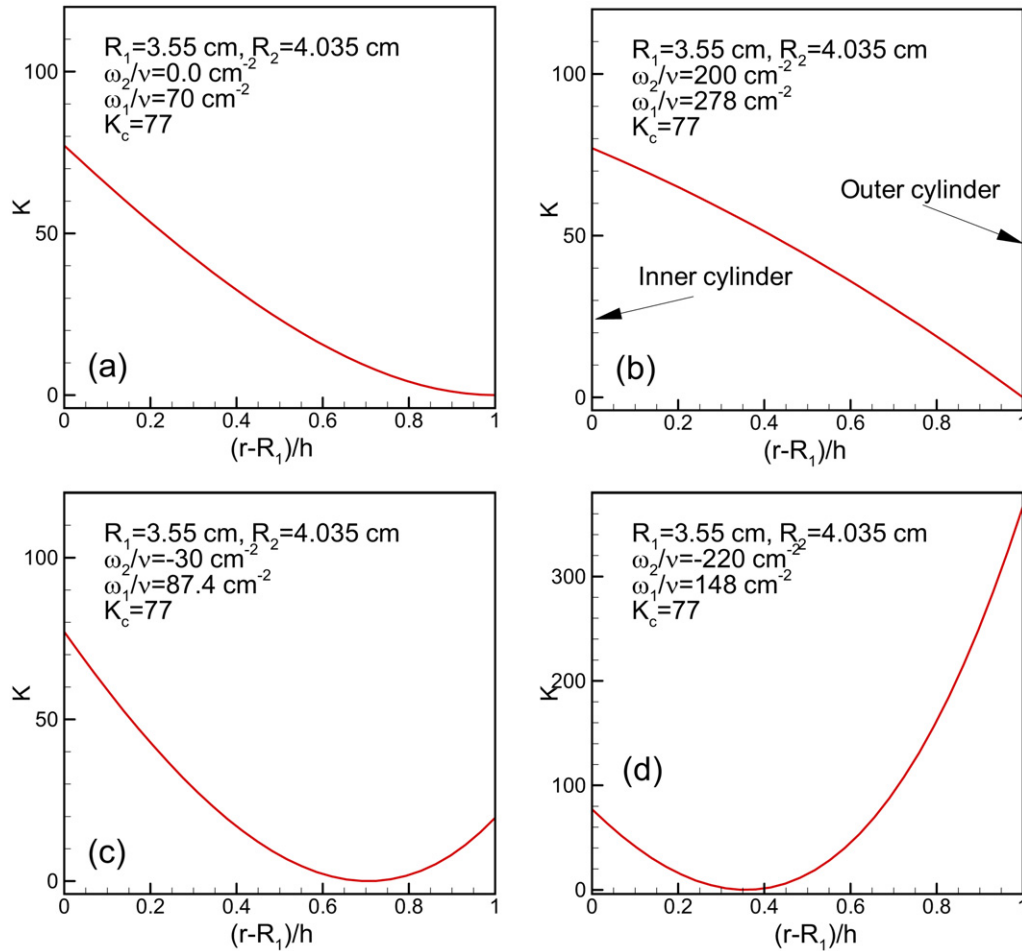 R₁=3.55 cm, R₂=4.035 cm
ω₂/ν=0.0 cm⁻²
ω₁/ν=70 cm⁻²
K_c=77
100
50
0
K
(a)
0 0.2 0.4 0.6 0.8 1
(r-R₁)/h
R₁=3.55 cm, R₂=4.035 cm
ω₂/ν=200 cm⁻²
ω₁/ν=278 cm⁻²
K_c=77
100
50
0
K
Outer cylinder
Inner cylinder
(b)
0 0.2 0.4 0.6 0.8 1
(r-R₁)/h
R₁=3.55 cm, R₂=4.035 cm
ω₂/ν=-30 cm⁻²
ω₁/ν=87.4 cm⁻²
K_c=77
100
50
0
K
(c)
0 0.2 0.4 0.6 0.8 1
(r-R₁)/h
R₁=3.55 cm, R₂=4.035 cm
ω₂/ν=-220 cm⁻²
ω₁/ν=148 cm⁻²
K_c=77
300
200
100
0
K
(d)
0 0.2 0.4 0.6 0.8 1
(r-R₁)/h